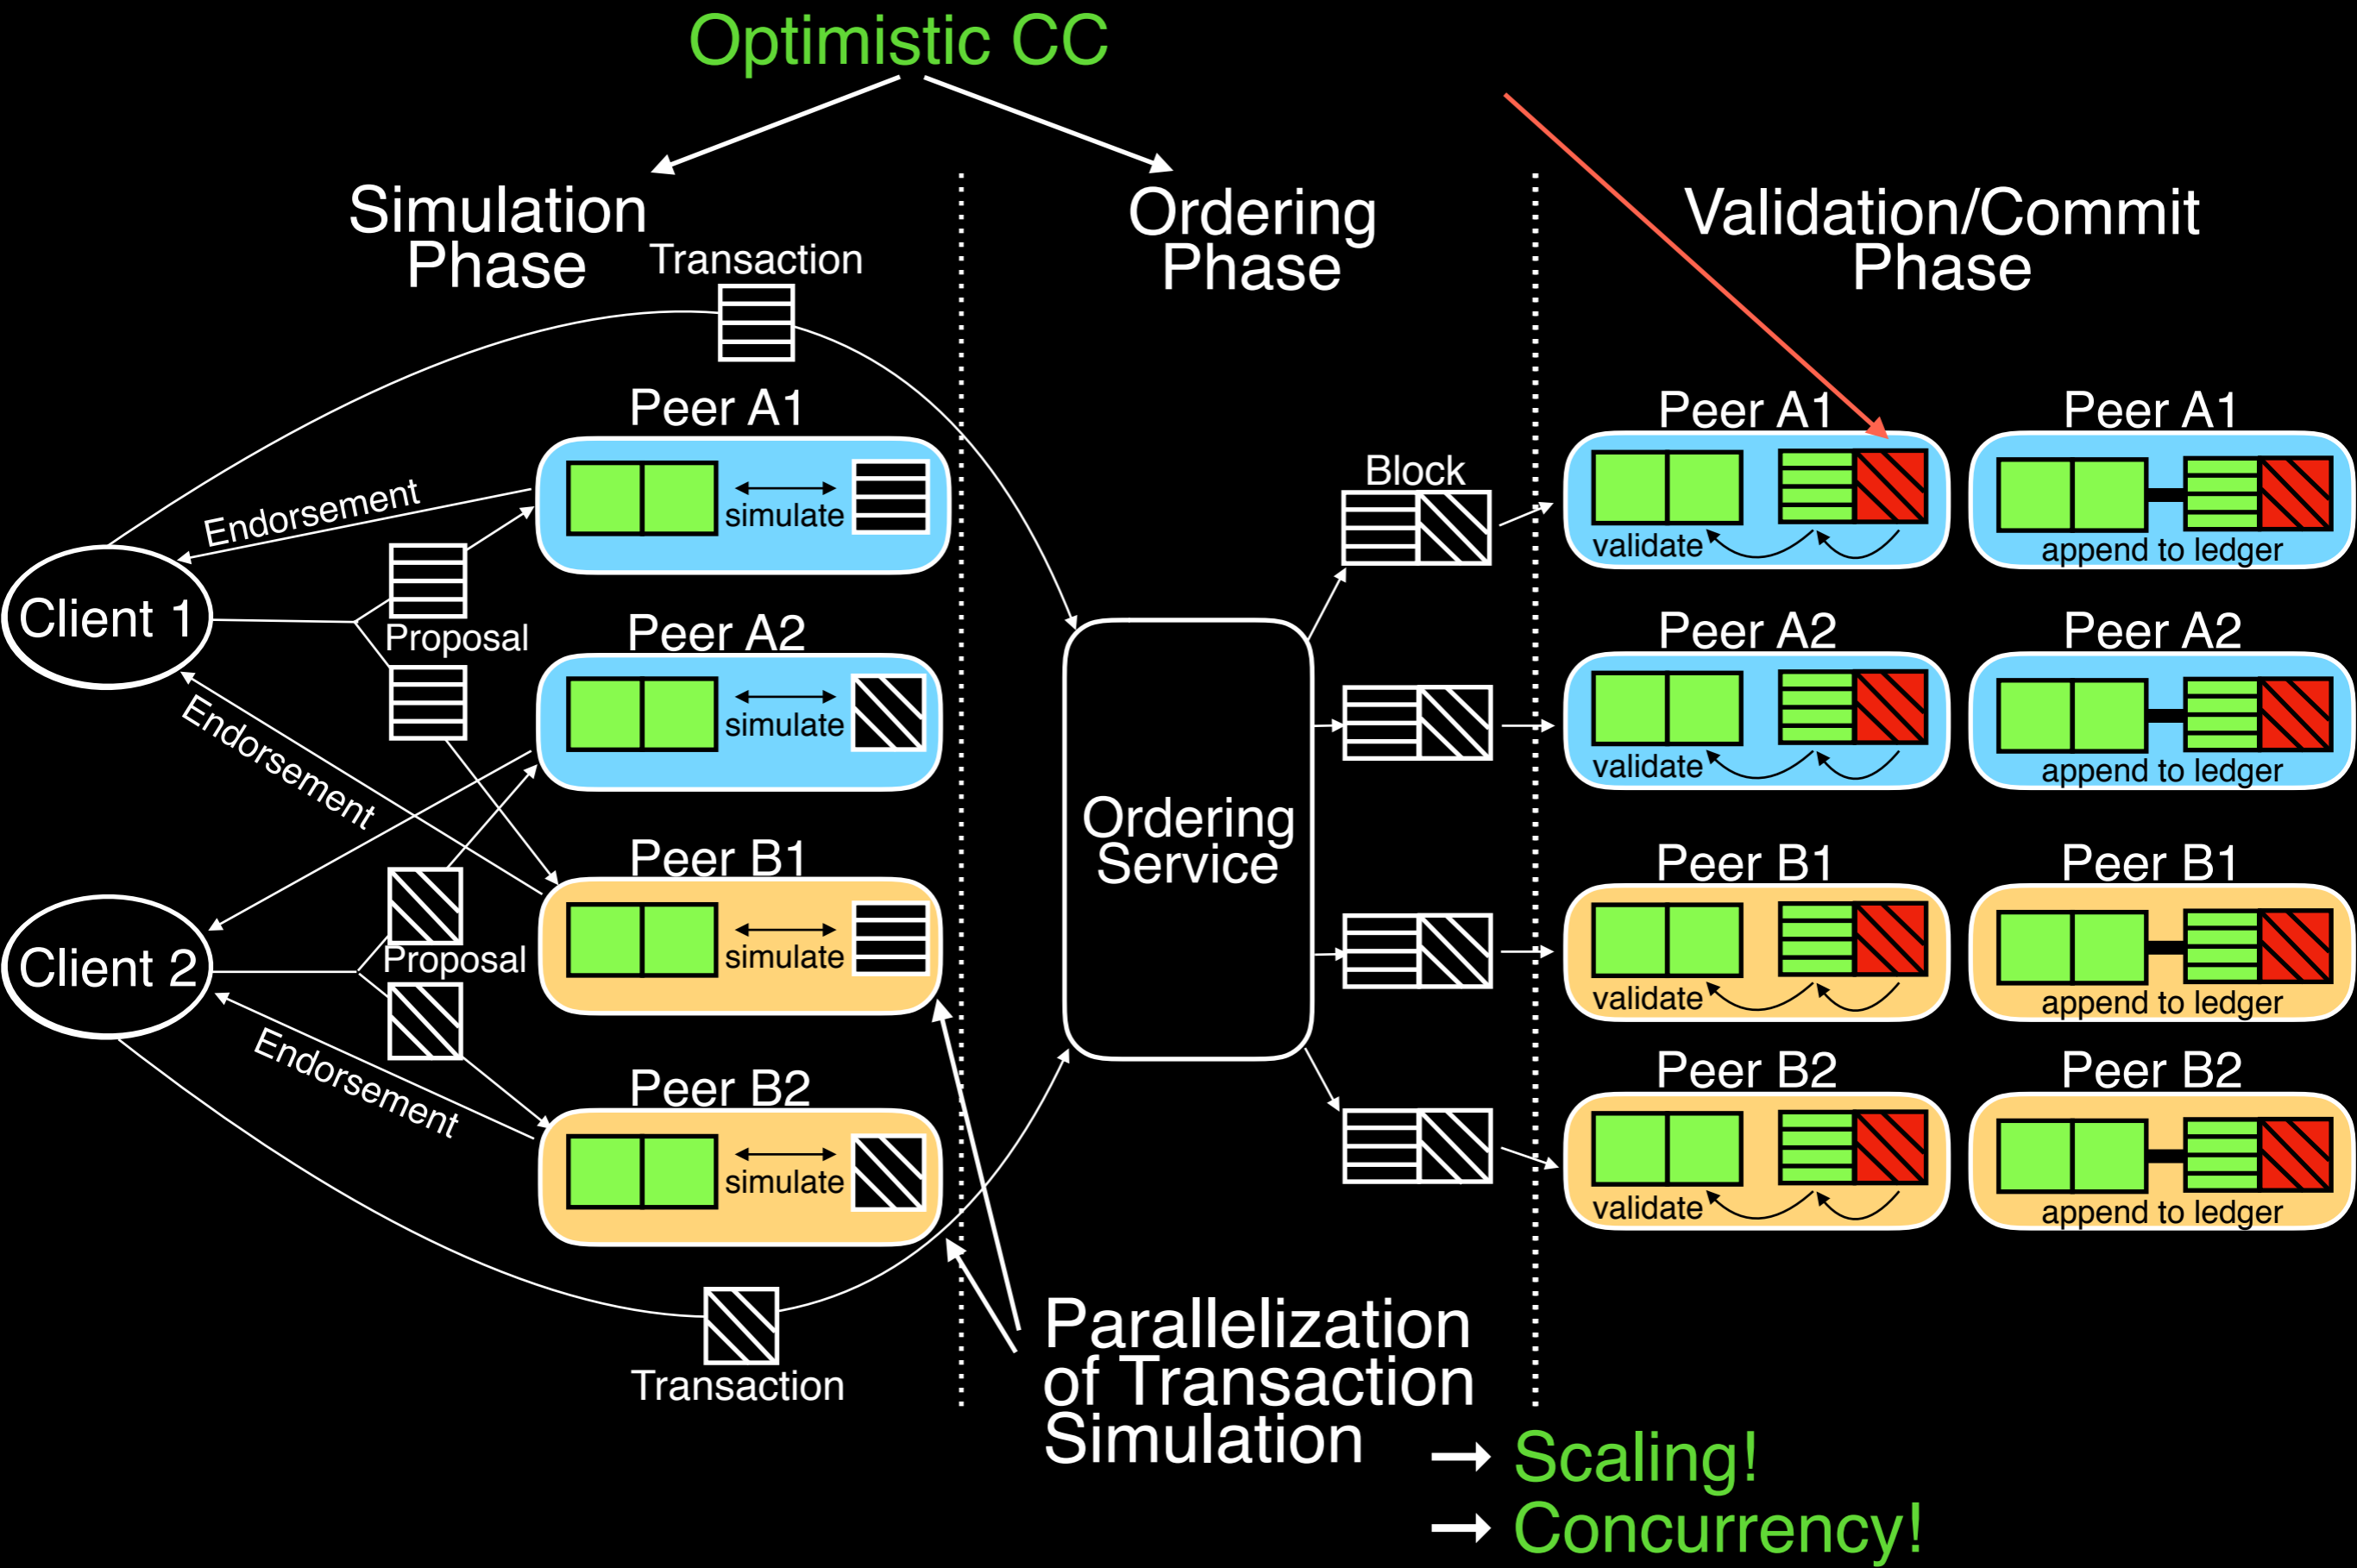 Optimistic CC
Simulation
Phase
Ordering
Phase
Validation/Commit
Phase
Transaction
Peer A1
simulate
Endorsement
Client 1
Proposal
Peer A2
simulate
Endorsement
Peer B1
simulate
Client 2
Proposal
Endorsement
Peer B2
simulate
Transaction
Ordering
Service
Block
Parallelization
of Transaction
Simulation
Scaling!
Concurrency!
Peer A1
validate
Peer A1
append to ledger
Peer A2
validate
Peer A2
append to ledger
Peer B1
validate
Peer B1
append to ledger
Peer B2
validate
Peer B2
append to ledger